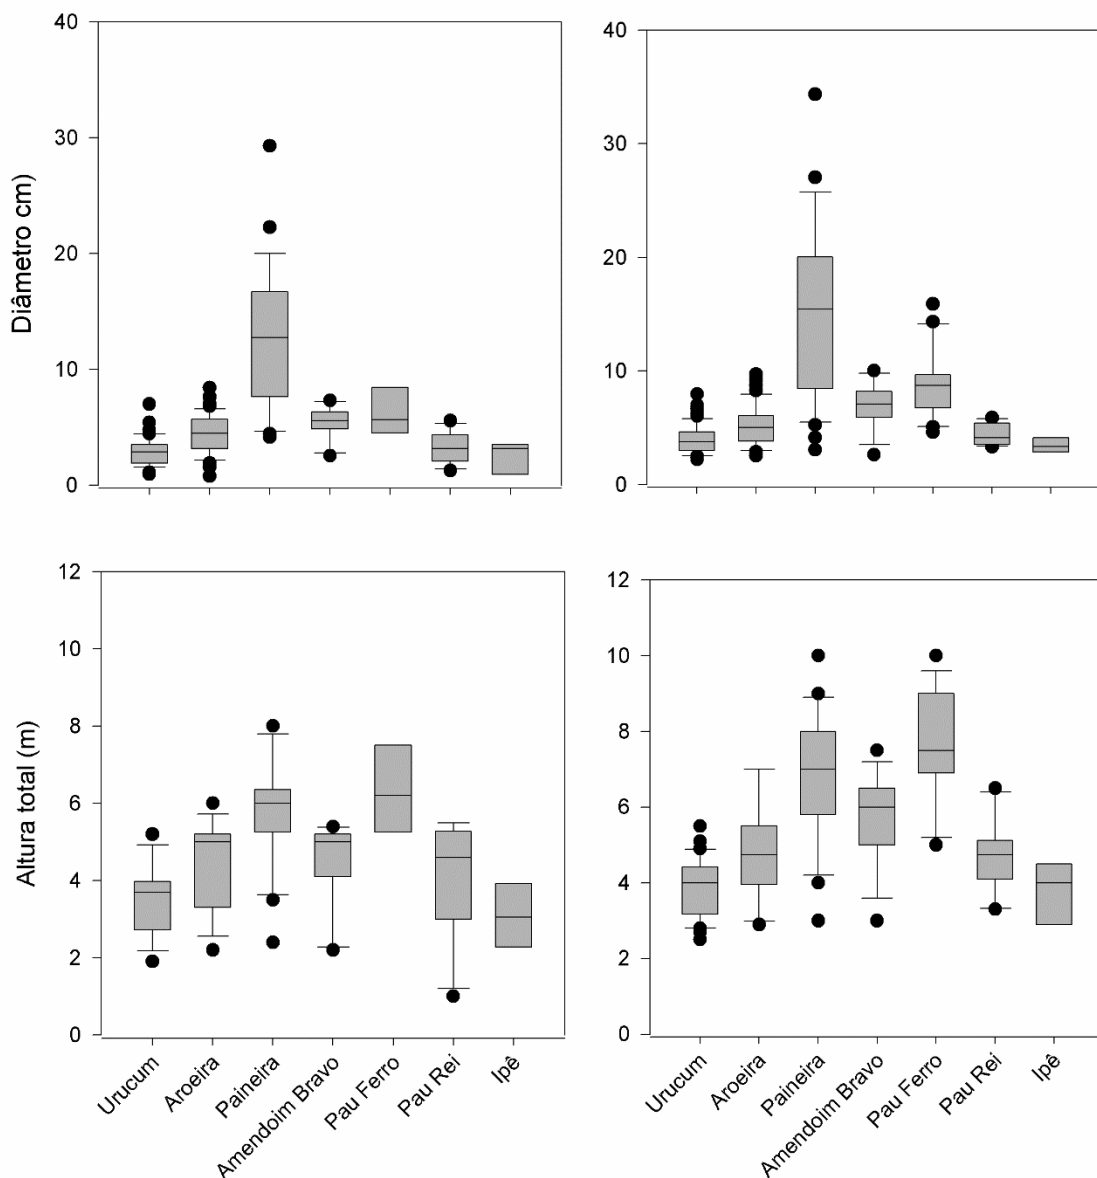 40
30
20
10
0
Diâmetro cm)
40
30
20
10
0
12
10
8
6
4
2
0
Altura total (m)
Urucum
Aroeira
Paineira
Amendoim Bravo
Pau Ferro
Pau Rei
Ipê
12
10
8
6
4
2
0
Urucum
Aroeira
Paineira
Amendoim Bravo
Pau Ferro
Pau Rei
Ipê